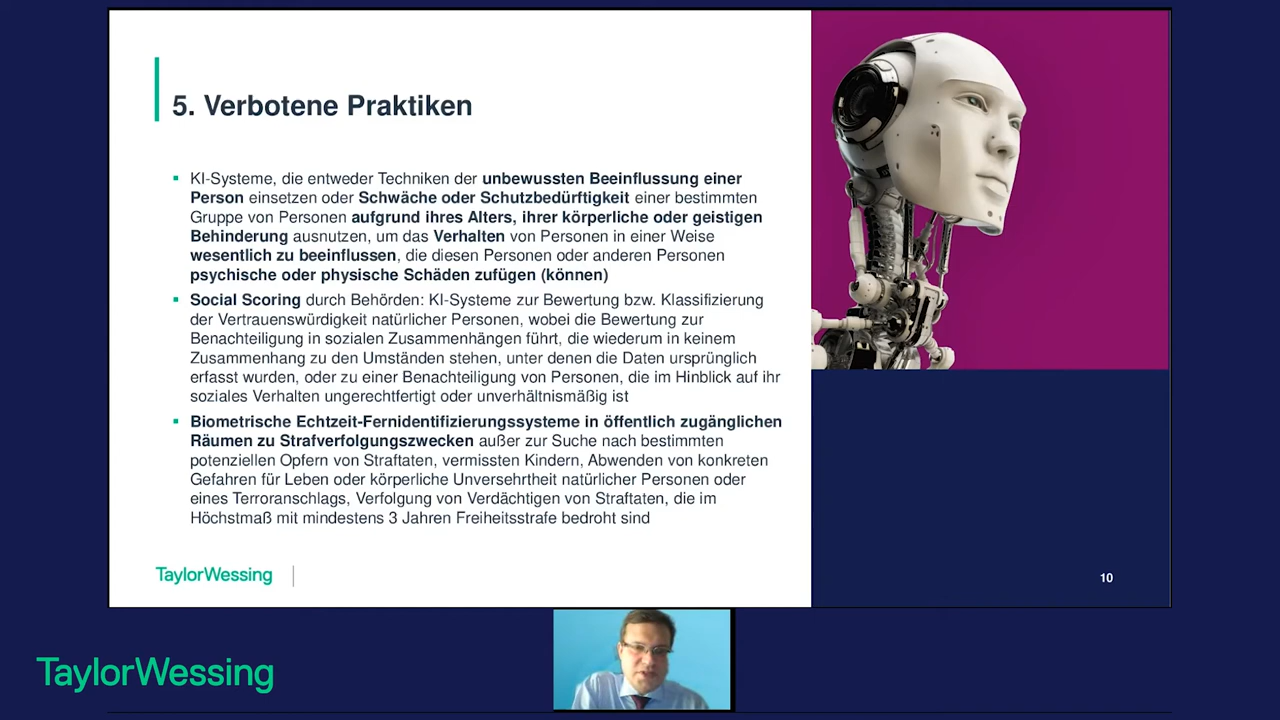 5. Verbotene Praktiken
KI-Systeme, die entweder Techniken der unbewussten Beeinflussung einer
Person einsetzen oder Schwäche oder Schutzbedürftigkeit einer bestimmten
Gruppe von Personen aufgrund ihres Alters, ihrer körperliche oder geistigen
Behinderung ausnutzen, um das Verhalten von Personen in einer Weise
wesentlich zu beeinflussen, die diesen Personen oder anderen Personen
psychische oder physische Schäden zufügen (können)
Social Scoring durch Behörden: KI-Systeme zur Bewertung bzw. Klassifizierung
der Vertrauenswürdigkeit natürlicher Personen, wobei die Bewertung zur
Benachteiligung in sozialen Zusammenhängen führt, die wiederum in keinem
Zusammenhang zu den Umständen stehen, unter denen die Daten ursprünglich
erfasst wurden, oder zu einer Benachteiligung von Personen, die im Hinblick auf ihr
soziales Verhalten ungerechtfertigt oder unverhältnismäßig ist
Biometrische Echtzeit-Fernidentifizierungssysteme in öffentlich zugänglichen
Räumen zu Strafverfolgungszwecken außer zur Suche nach bestimmten
potenziellen Opfern von Straftaten, vermissten Kindern, Abwenden von konkreten
Gefahren für Leben oder körperliche Unversehrtheit natürlicher Personen oder
eines Terroranschlags, Verfolgung von Verdächtigen von Straftaten, die im
Höchstmaß mit mindestens 3 Jahren Freiheitsstrafe bedroht sind
TaylorWessing
10
TaylorWessing